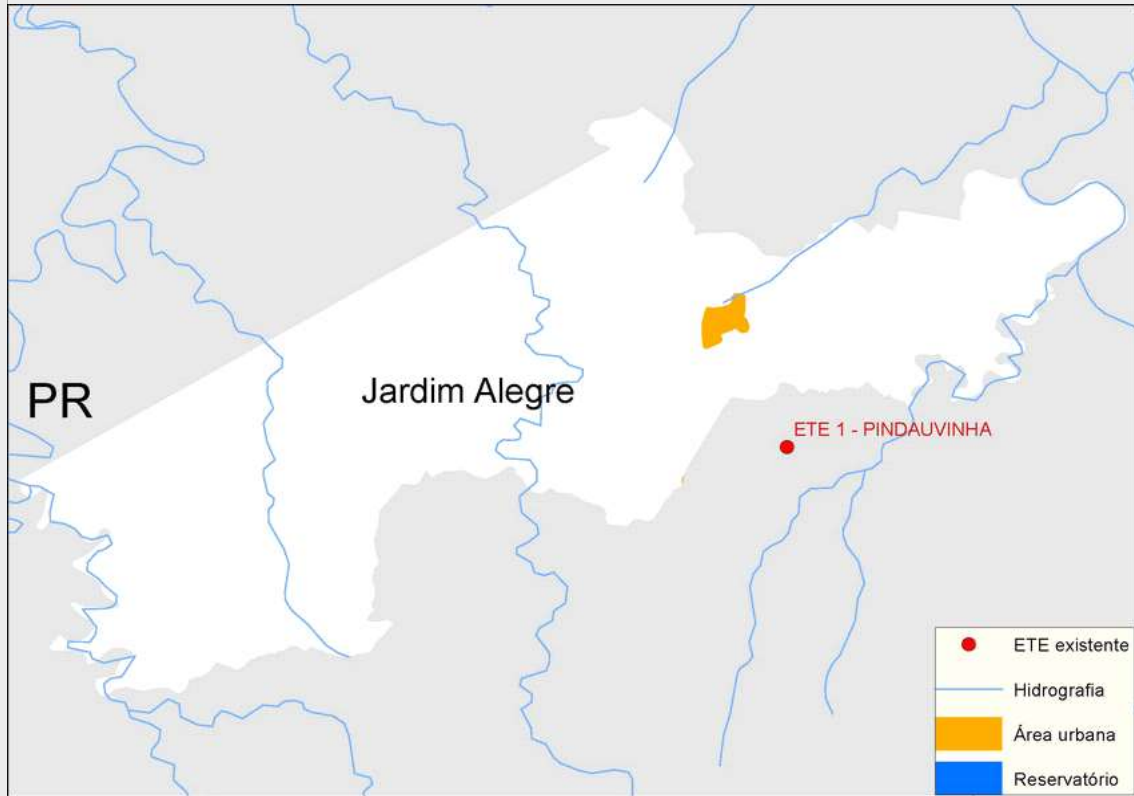 PR
Jardim Alegre
ETE 1 - PINDAUVINHA
ETE existente
Hidrografia
Área urbana
Reservatório